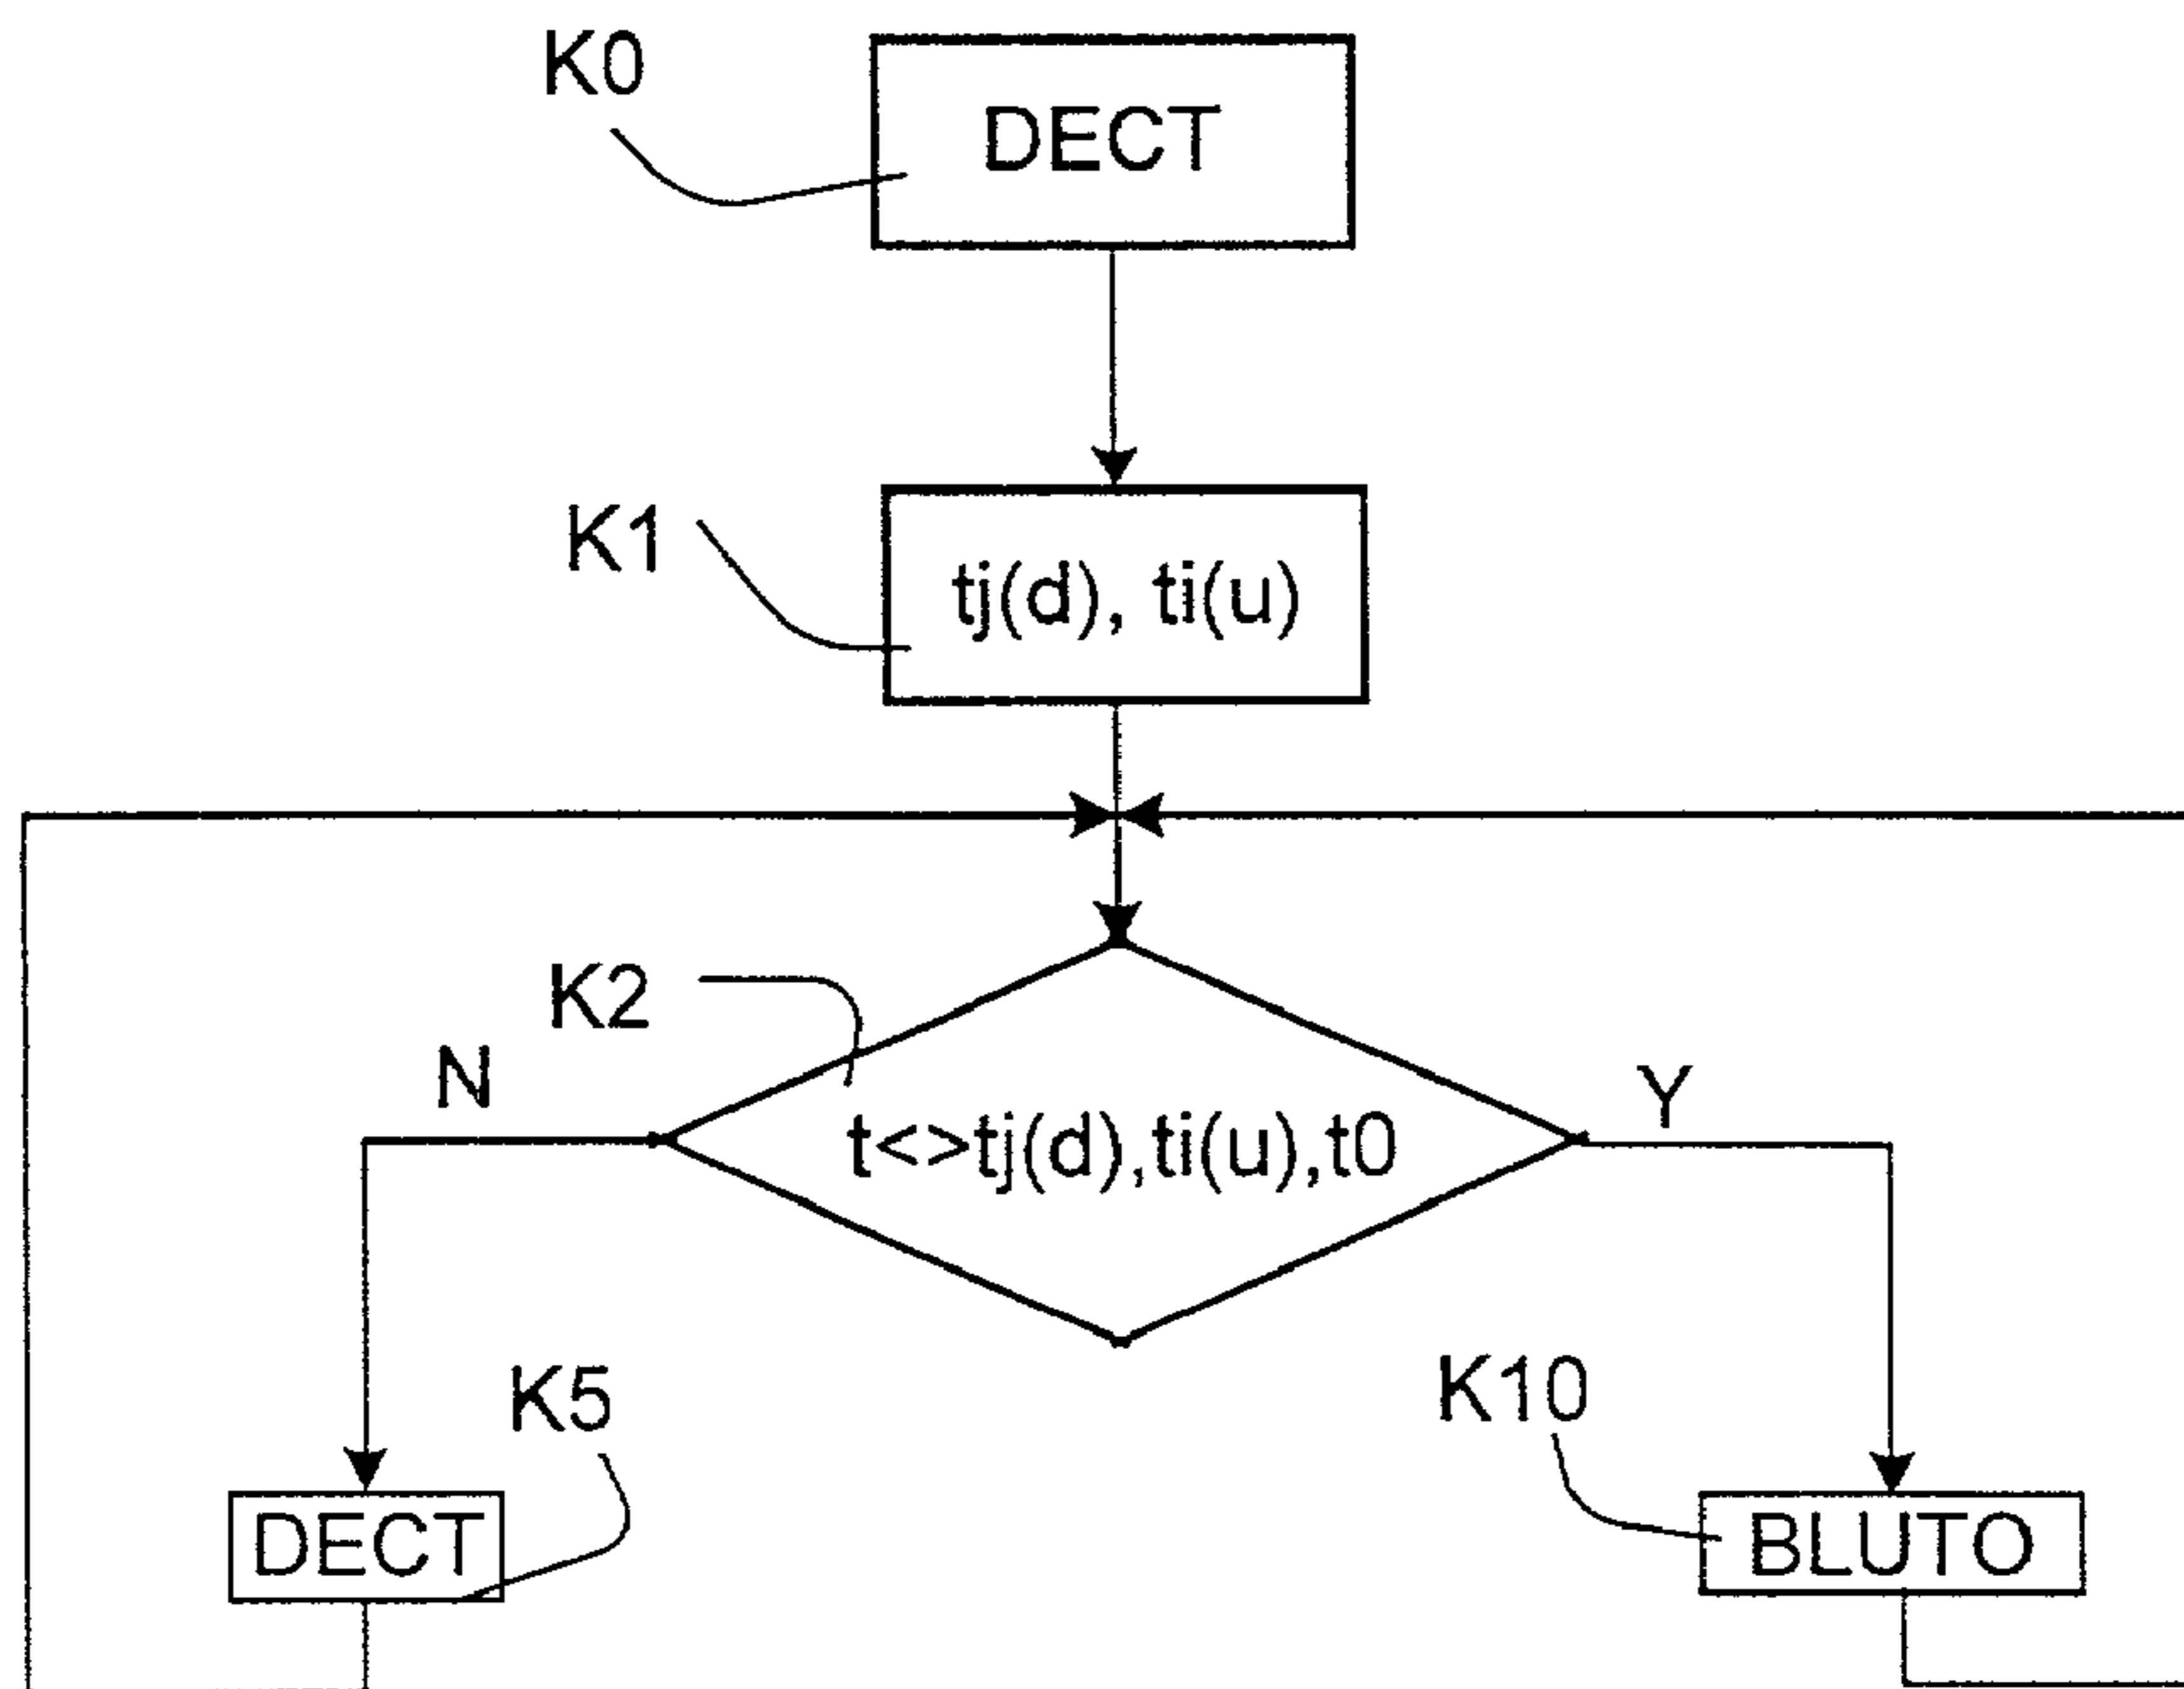 K0
DECT
K1
tj(d), ti(u)
K2
N
Y
t<>tj(d),ti(u),t0
K5
K10
DECT
BLUTO